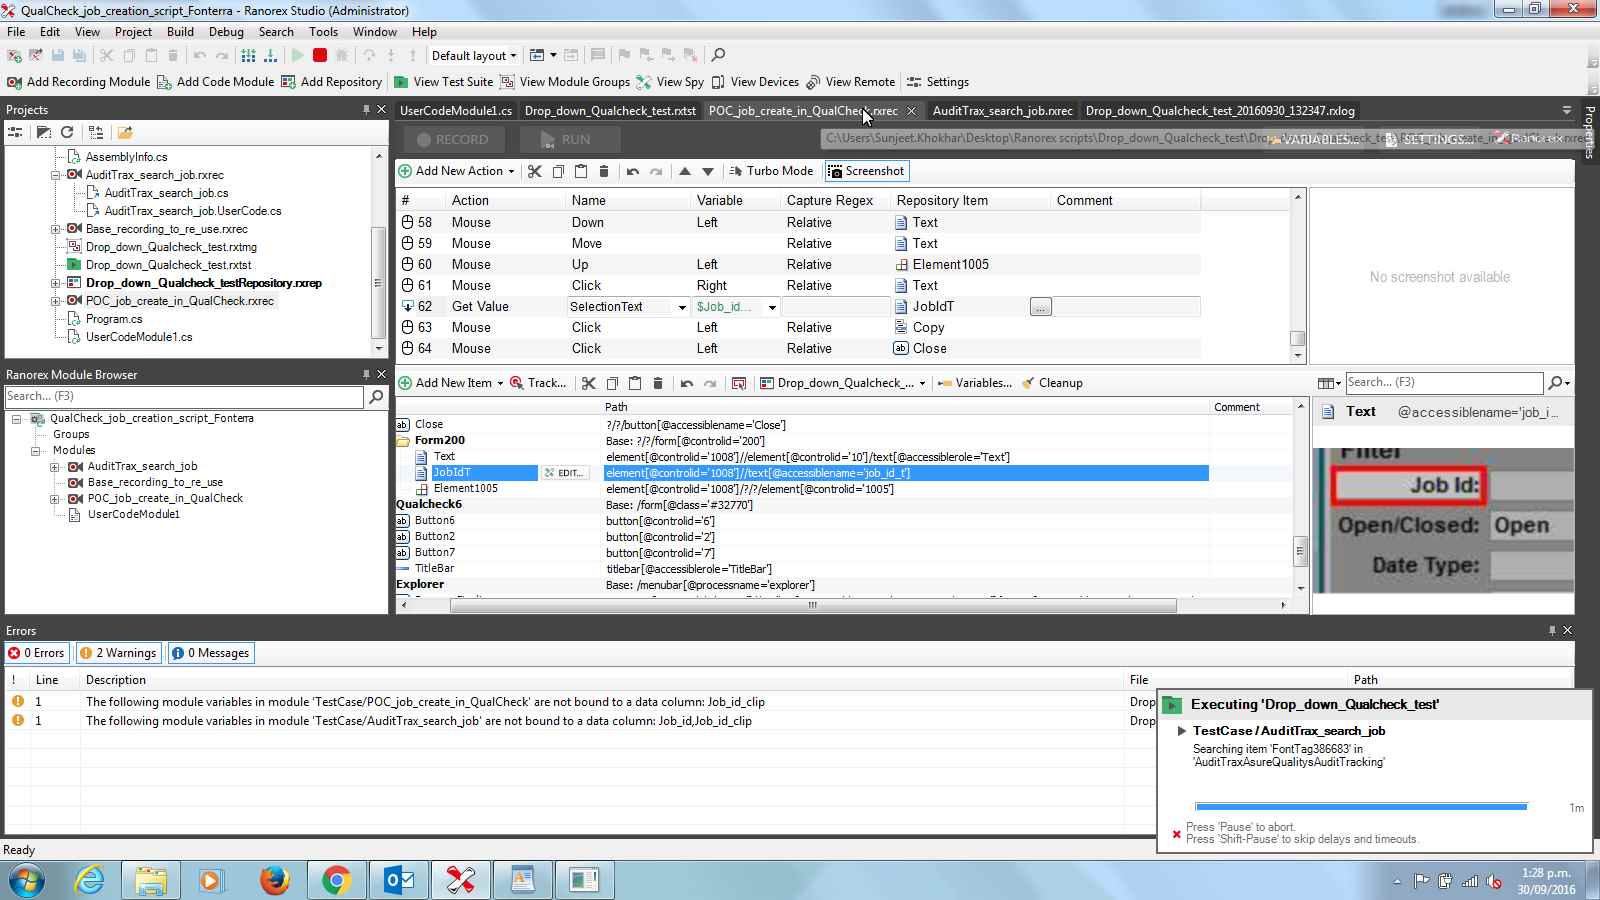 QualCheck_job_creation_script_Fonterra - Ranorex Studio (Administrator)
File Edit View Project Build Debug Search Tools Window Help
Default layout
Add Recording Module Add Code Module Add Repository View Test Suite View Module Groups View Spy View Devices View Remote Settings
Projects
AssemblyInfo.cs
AuditTrax_search_job.rxrec
AuditTrax_search_job.cs
AuditTrax_search_job.UserCode.cs
Base_recording_to_re_use.rxrec
Drop_down_Qualcheck_test.rxtmg
Drop_down_Qualcheck_test.rxtst
Drop_down_Qualcheck_testRepository.rxrep
POC_job_create_in_QualCheck.rxrec
Program.cs
UserCodeModule1.cs
Ranorex Module Browser
Search... (F3)
QualCheck_job_creation_script_Fonterra
Groups
Modules
AuditTrax_search_job
Base_recording_to_re_use
POC_job_create_in_QualCheck
UserCodeModule1
UserCodeModule1.cs Drop_down_Qualcheck_test.rxtst POC_job_create_in_QualCheck.rxrec AuditTrax_search_job.rxrec Drop_down_Qualcheck_test_20160930_132347.rxlog
Properties
RECORD RUN
C:\Users\Sunjeet.Khokhar\Desktop\Ranorex scripts\Drop_down_Qualcheck_test\
VARIABLES... SETTINGS... Ranorex
Add New Action Turbo Mode Screenshot
# Action Name Variable Capture Regex Repository Item Comment
58 Mouse Down Left Relative Text
59 Mouse Move Relative Text
60 Mouse Up Left Relative Element1005
61 Mouse Click Right Relative Text
62 Get Value SelectionText $Job_id... JobIdT ...
63 Mouse Click Left Relative Copy
64 Mouse Click Left Relative Close
No screenshot available
Add New Item Track... Drop_down_Qualcheck_... Variables... Cleanup
Search... (F3)
Path Comment
Close ?/?/button[@accessiblename='Close']
Form200 Base: ?/?/form[@controlid='200']
Text element[@controlid='1008']//element[@controlid='10']/text[@accessiblerole='Text']
JobIdT EDIT... element[@controlid='1008']//text[@accessiblename='job_id_t']
Element1005 element[@controlid='1008']/?/?/element[@controlid='1005']
Qualcheck6 Base: /form[@class='#32770']
Button6 button[@controlid='6']
Button2 button[@controlid='2']
Button7 button[@controlid='7']
TitleBar titlebar[@accessiblerole='TitleBar']
Explorer Base: /menubar[@processname='explorer']
Text @accessiblename='job_i...
Filter
Job Id:
Open/Closed: Open
Date Type:
Errors
0 Errors 2 Warnings 0 Messages
! Line Description File Path
1 The following module variables in module 'TestCase/POC_job_create_in_QualCheck' are not bound to a data column: Job_id_clip Drop
1 The following module variables in module 'TestCase/AuditTrax_search_job' are not bound to a data column: Job_id,Job_id_clip Drop
Executing 'Drop_down_Qualcheck_test'
TestCase / AuditTrax_search_job
Searching item 'FontTag386683' in
'AuditTraxAsureQualitysAuditTracking'
1m
Press 'Pause' to abort.
Press 'Shift-Pause' to skip delays and timeouts.
Ready
1:28 p.m.
30/09/2016